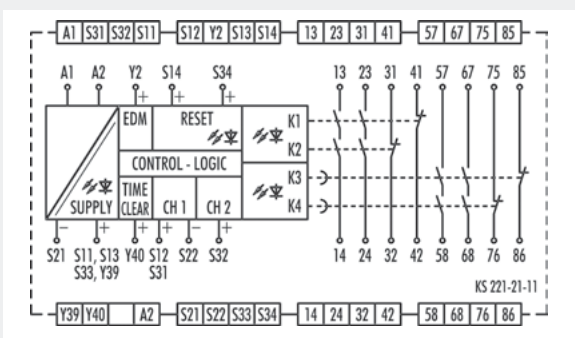 A1 S31 S32 S11 S12 Y2 S13 S14 13 23 31 41 57 67 75 85
A1 A2 Y2 S14 S34 13 23 31 41 57 67 75 85
+ + +
EDM RESET K1
K2
CONTROL - LOGIC
K3
SUPPLY TIME CLEAR CH 1 CH 2 K4
− + + + − +
S21 S11, S13 Y40 S12 S22 S32 14 24 32 42 58 68 76 86
S33, Y39 S31
KS 221-21-11
Y39 Y40 A2 S21 S22 S33 S34 14 24 32 42 58 68 76 86